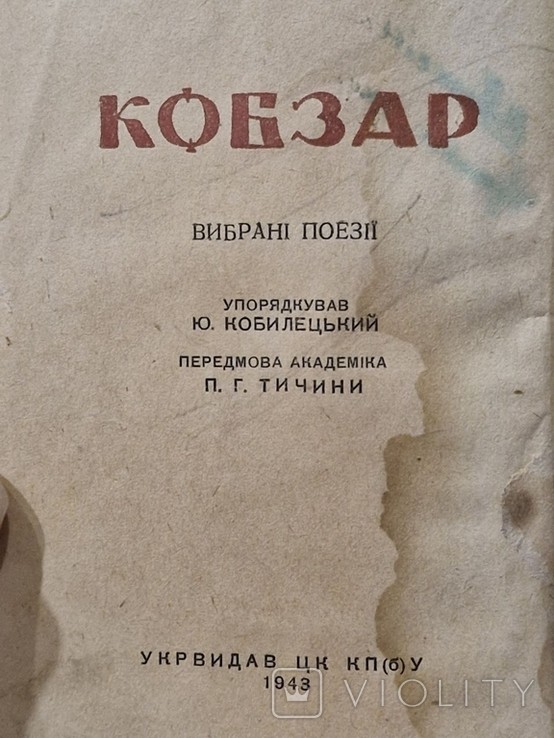 КОБЗАР
ВИБРАНІ ПОЕЗІЇ
УПОРЯДКУВАВ
Ю. КОБИЛЕЦЬКИЙ
ПЕРЕДМОВА АКАДЕМІКА
П. Г. ТИЧИНИ
УКРВИДАВ ЦК КП(б)У
1943
VIOLITY